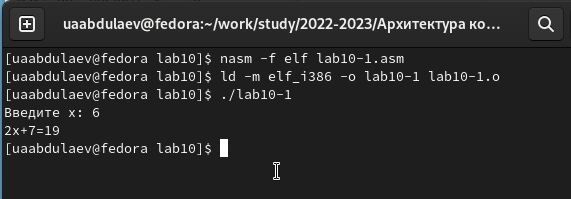 uaabdulaev@fedora:~/work/study/2022-2023/Архитектура ко...
[uaabdulaev@fedora lab10]$ nasm -f elf lab10-1.asm
[uaabdulaev@fedora lab10]$ ld -m elf_i386 -o lab10-1 lab10-1.o
[uaabdulaev@fedora lab10]$ ./lab10-1
Введите x: 6
2x+7=19
[uaabdulaev@fedora lab10]$